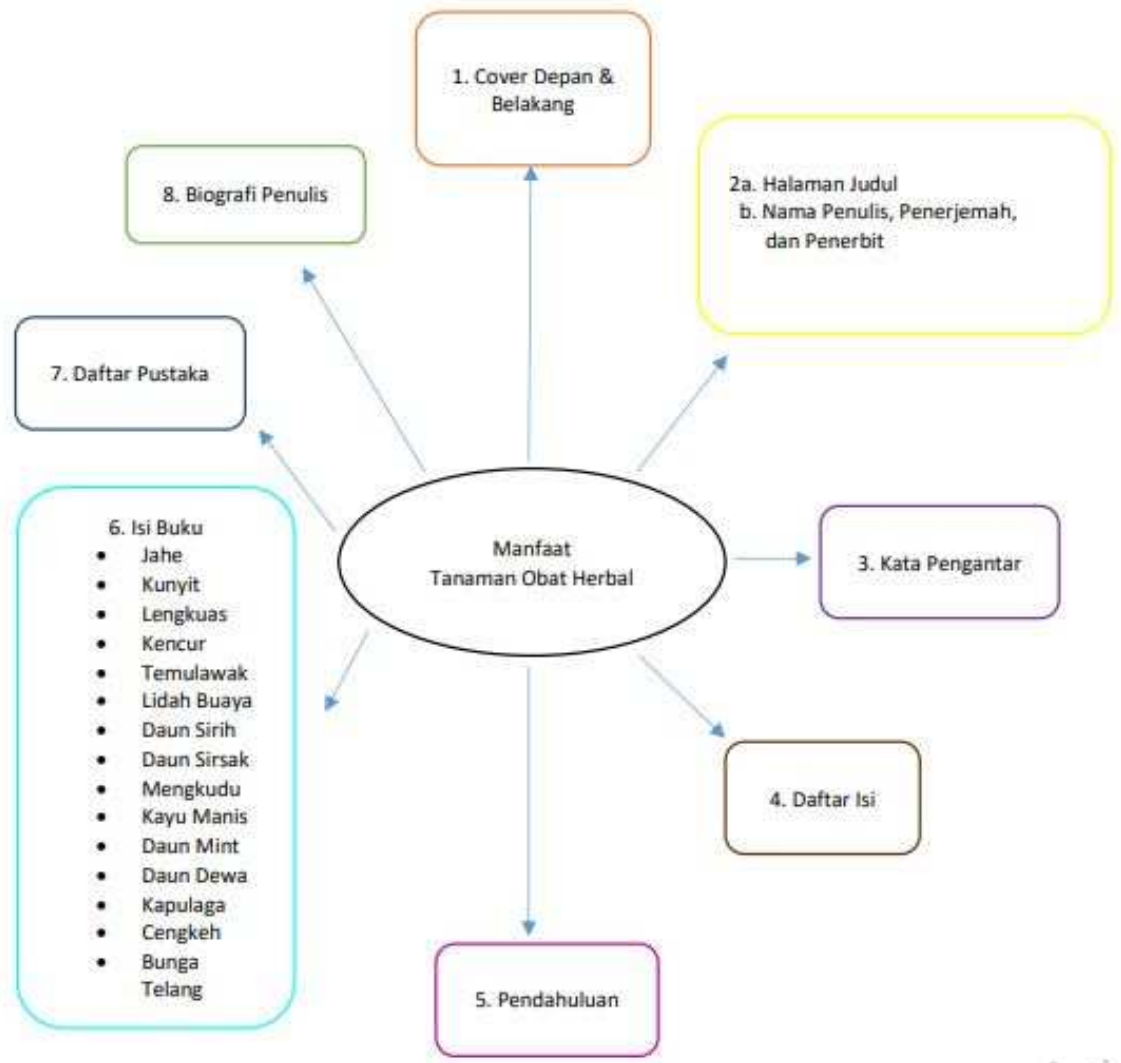 1. Cover Depan &
Belakang
2a. Halaman Judul
b. Nama Penulis, Penerjemah,
dan Penerbit
3. Kata Pengantar
4. Daftar Isi
5. Pendahuluan
6. Isi Buku
• Jahe
• Kunyit
• Lengkuas
• Kencur
• Temulawak
• Lidah Buaya
• Daun Sirih
• Daun Sirsak
• Mengkudu
• Kayu Manis
• Daun Mint
• Daun Dewa
• Kapulaga
• Cengkeh
• Bunga
Telang
7. Daftar Pustaka
8. Biografi Penulis
Manfaat
Tanaman Obat Herbal